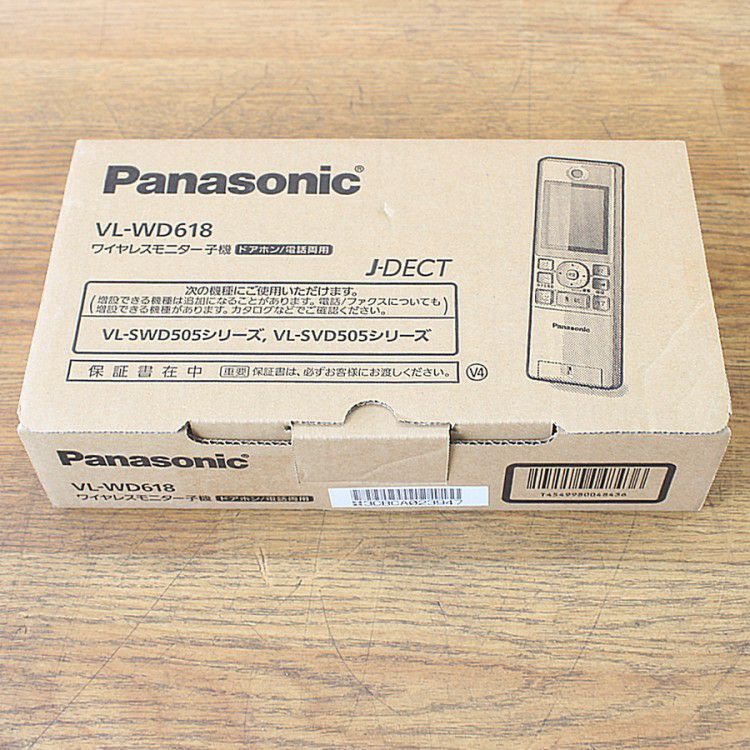 Panasonic®
VL-WD618
ワイヤレスモニター子機 ドアホン/電話両用
J-DECT
次の機種にご使用いただけます。
(増設できる機種は追加になることがあります。電話/ファクスについても
増設できる機種があります。カタログなどでご確認ください。)
VL-SWD505シリーズ, VL-SVD505シリーズ
保証書在中 重要 保証書は、必ずお客様にお渡しください。 V4
Panasonic
Panasonic
VL-WD618
ワイヤレスモニター子機 ドアホン/電話両用
3CBCA023947
T4549980048436